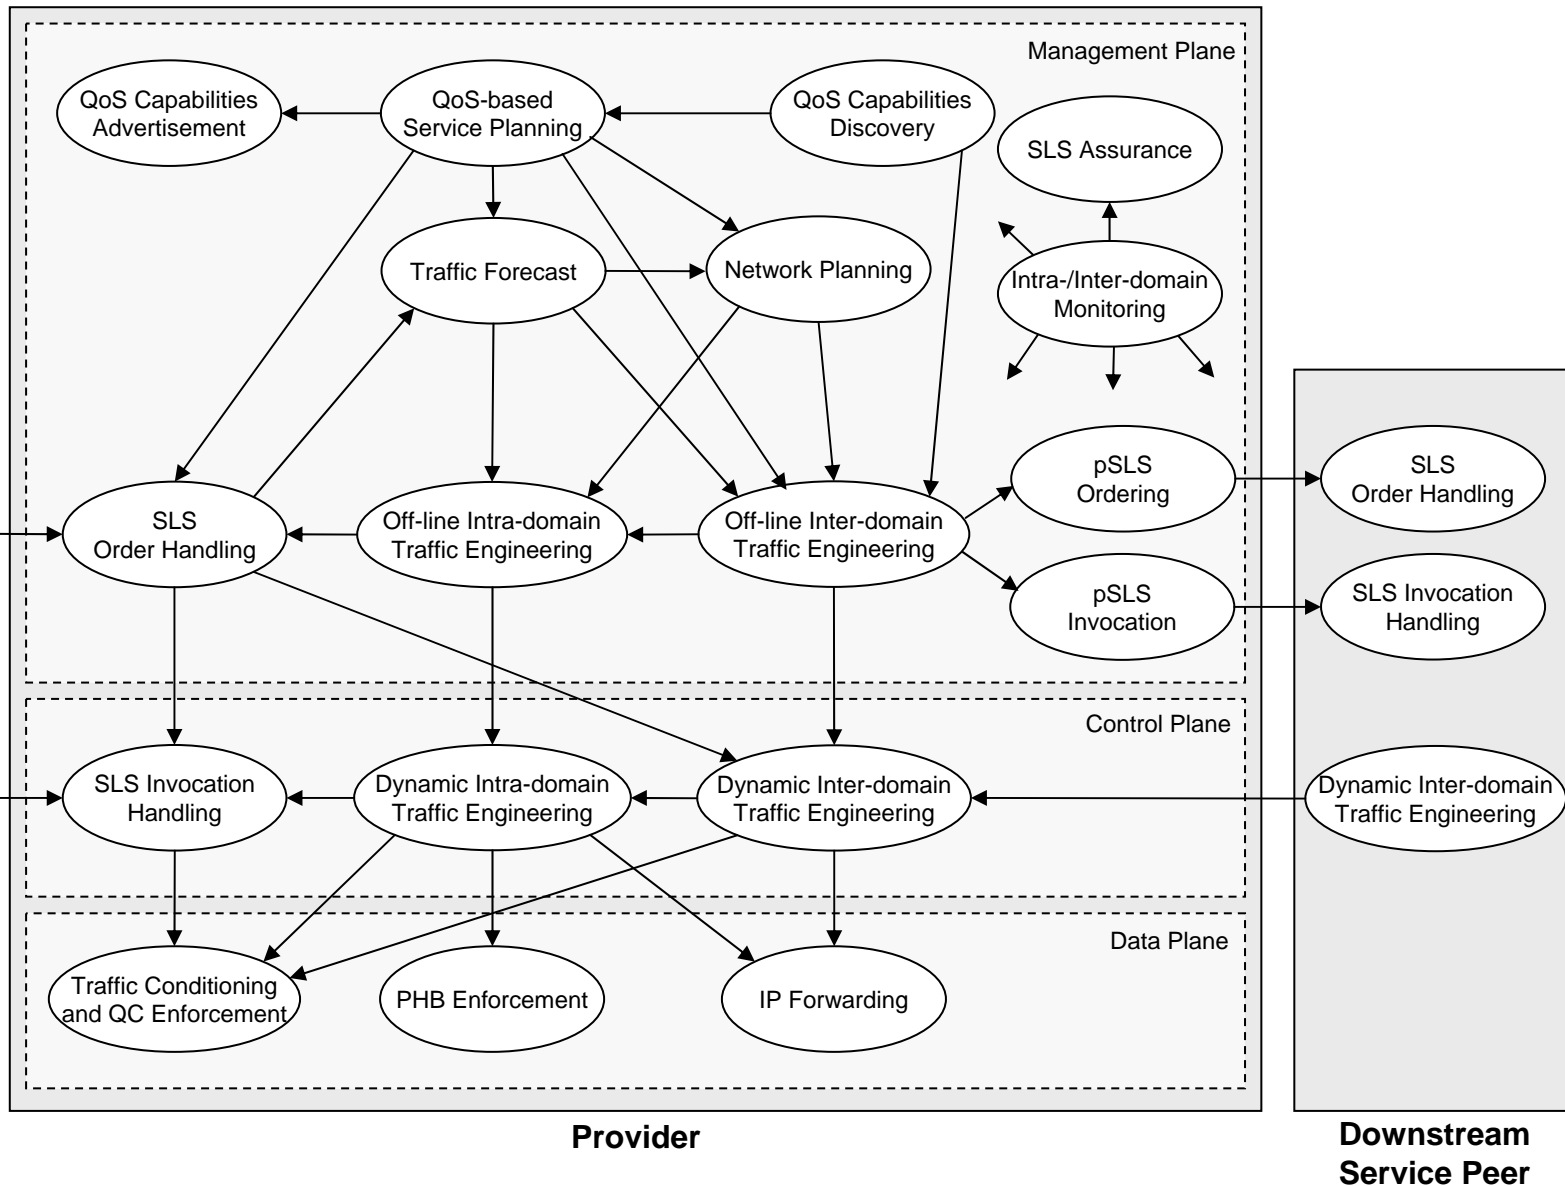 Management Plane
QoS Capabilities
Advertisement
QoS-based
Service Planning
QoS Capabilities
Discovery
SLS Assurance
Traffic Forecast
Network Planning
Intra-/Inter-domain
Monitoring
SLS
Order Handling
Off-line Intra-domain
Traffic Engineering
Off-line Inter-domain
Traffic Engineering
pSLS
Ordering
pSLS
Invocation
SLS
Order Handling
SLS Invocation
Handling
Control Plane
SLS Invocation
Handling
Dynamic Intra-domain
Traffic Engineering
Dynamic Inter-domain
Traffic Engineering
Dynamic Inter-domain
Traffic Engineering
Data Plane
Traffic Conditioning
and QC Enforcement
PHB Enforcement
IP Forwarding
Provider
Downstream
Service Peer